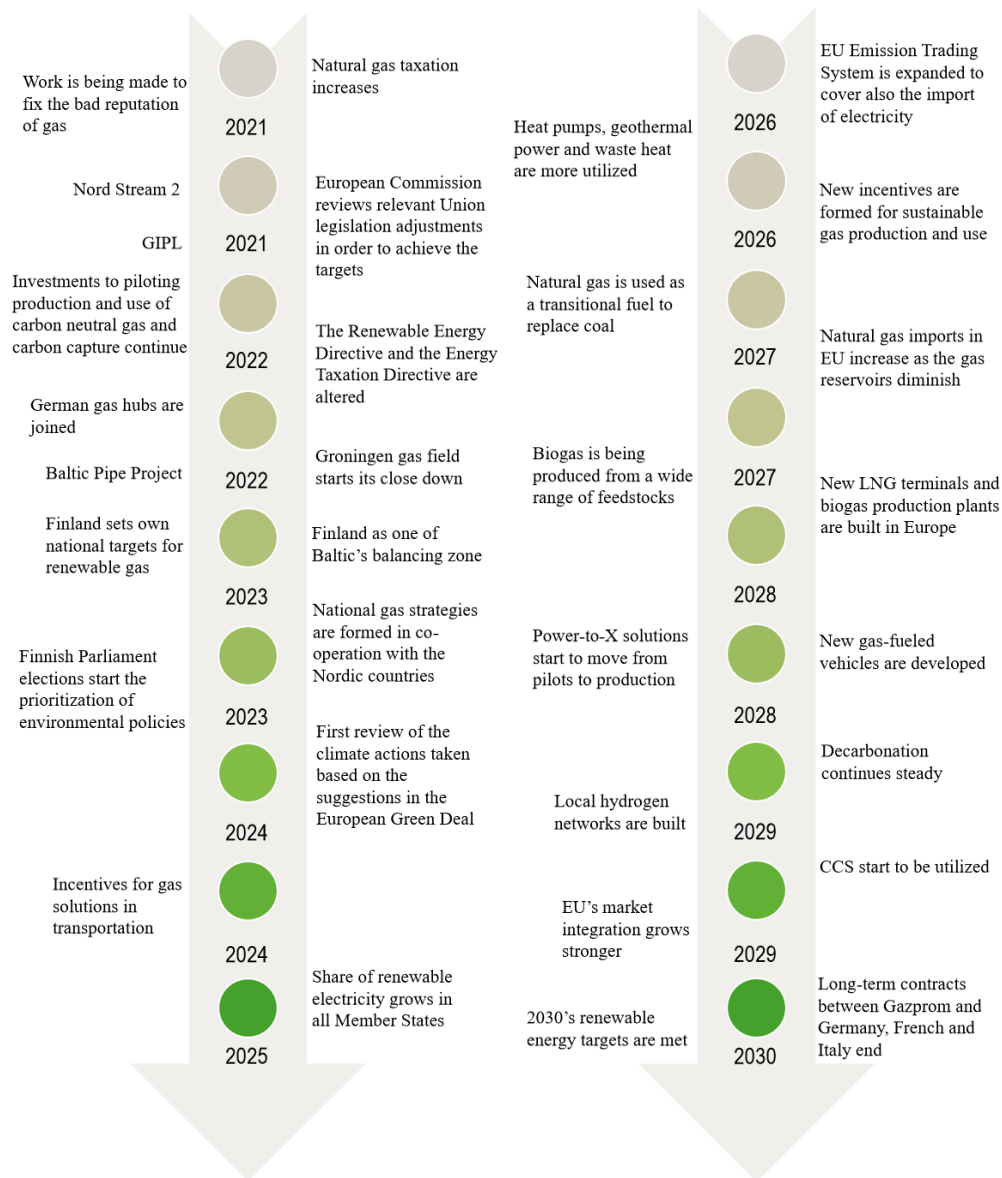 Work is being made to
fix the bad reputation
of gas
Natural gas taxation
increases
2021
Nord Stream 2
GIPL
European Commission
reviews relevant Union
legislation adjustments
in order to achieve the
targets
2021
Investments to piloting
production and use of
carbon neutral gas and
carbon capture continue
The Renewable Energy
Directive and the Energy
Taxation Directive are
altered
2022
German gas hubs are
joined
Baltic Pipe Project
Groningen gas field
starts its close down
2022
Finland sets own
national targets for
renewable gas
Finland as one of
Baltic’s balancing zone
2023
National gas strategies
are formed in co-
operation with the
Nordic countries
Finnish Parliament
elections start the
prioritization of
environmental policies
2023
First review of the
climate actions taken
based on the
suggestions in the
European Green Deal
2024
Incentives for gas
solutions in
transportation
2024
Share of renewable
electricity grows in
all Member States
2025
EU Emission Trading
System is expanded to
cover also the import
of electricity
2026
Heat pumps, geothermal
power and waste heat
are more utilized
New incentives are
formed for sustainable
gas production and use
2026
Natural gas is used as
a transitional fuel to
replace coal
Natural gas imports in
EU increase as the gas
reservoirs diminish
2027
Biogas is being
produced from a wide
range of feedstocks
2027
New LNG terminals and
biogas production plants
are built in Europe
2028
Power-to-X solutions
start to move from
pilots to production
New gas-fueled
vehicles are developed
2028
Decarbonation
continues steady
Local hydrogen
networks are built
2029
CCS start to be utilized
EU’s market
integration grows
stronger
2029
2030’s renewable
energy targets are met
Long-term contracts
between Gazprom and
Germany, French and
Italy end
2030